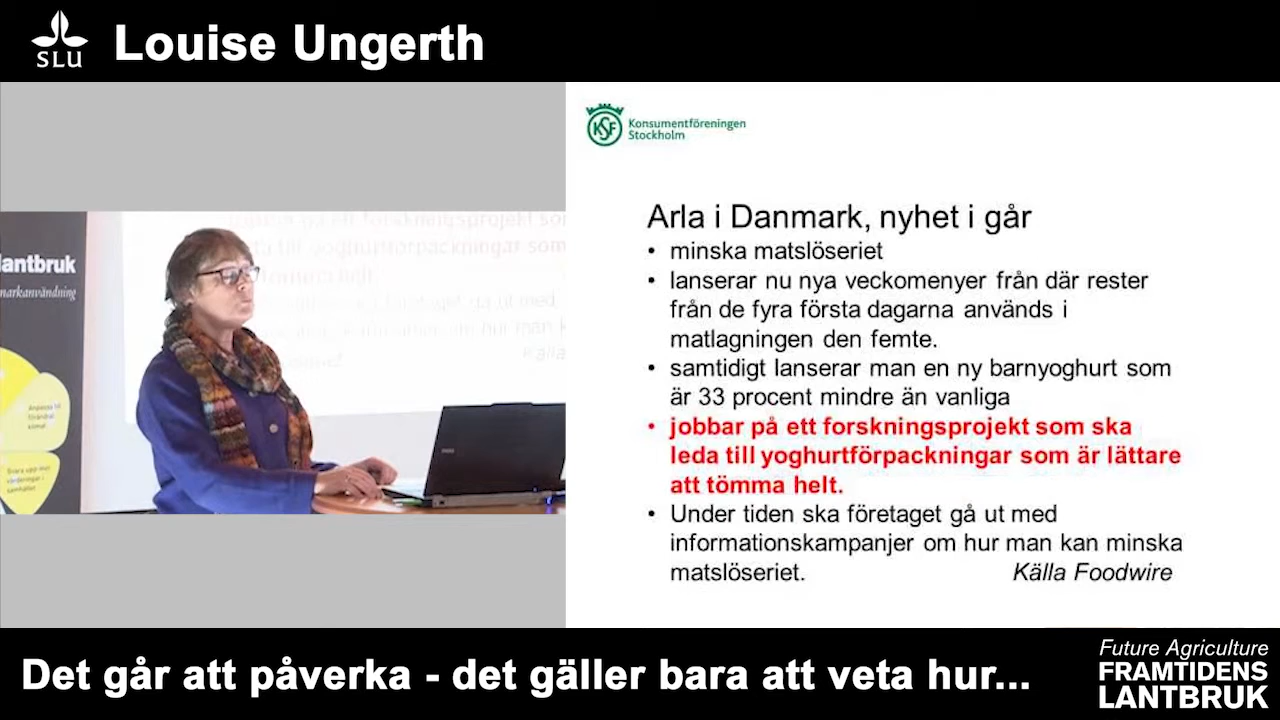 SLU
Louise Ungerth
KSF
Konsumentföreningen
Stockholm
Arla i Danmark, nyhet i går
• minska matslöseriet
• lanserar nu nya veckomenyer från där rester
från de fyra första dagarna används i
matlagningen den femte.
• samtidigt lanserar man en ny barnyoghurt som
är 33 procent mindre än vanliga
• jobbar på ett forskningsprojekt som ska
leda till yoghurtförpackningar som är lättare
att tömma helt.
• Under tiden ska företaget gå ut med
informationskampanjer om hur man kan minska
matslöseriet. Källa Foodwire
lantbruk
markanvändning
till yoghurtförpackningar som
Det går att påverka - det gäller bara att veta hur...
Future Agriculture
FRAMTIDENS
LANTBRUK